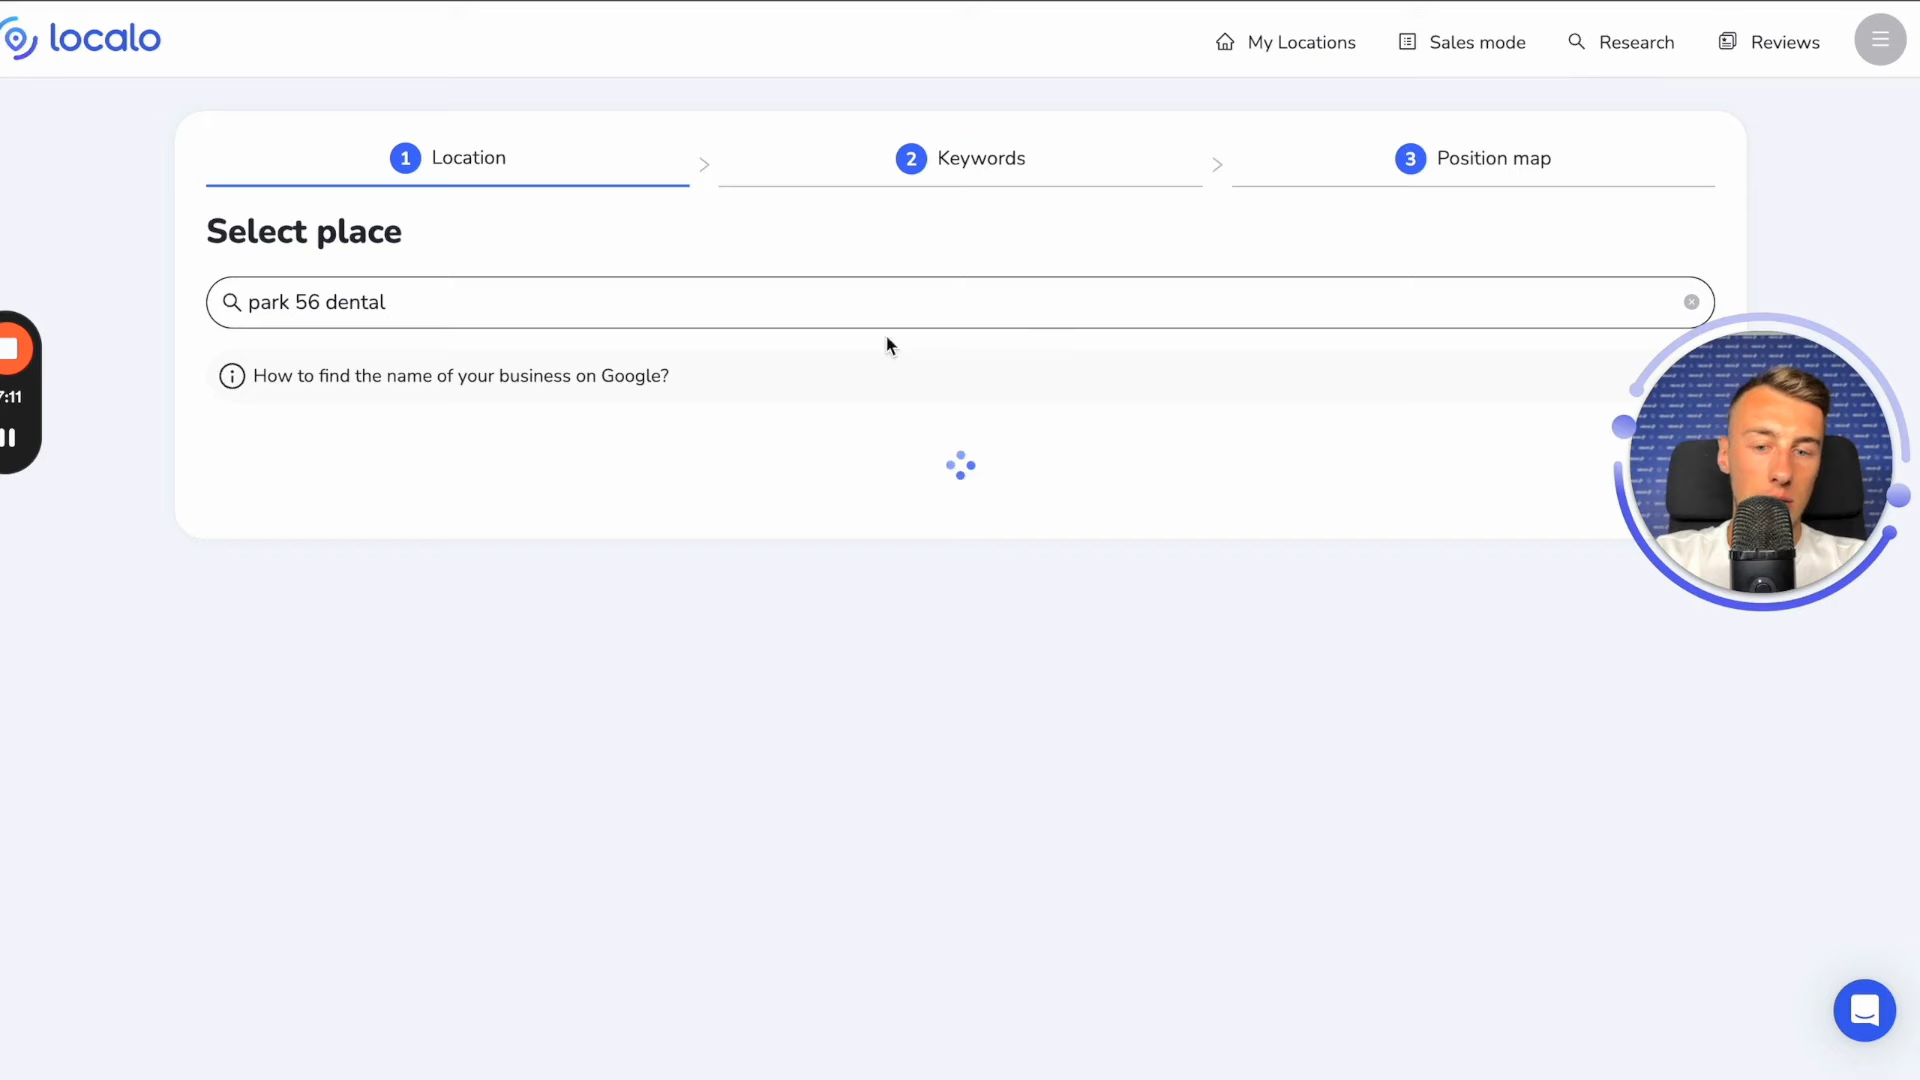 localo
My Locations
Sales mode
Research
Reviews
1 Location
2 Keywords
3 Position map
Select place
park 56 dental
How to find the name of your business on Google?
7:11